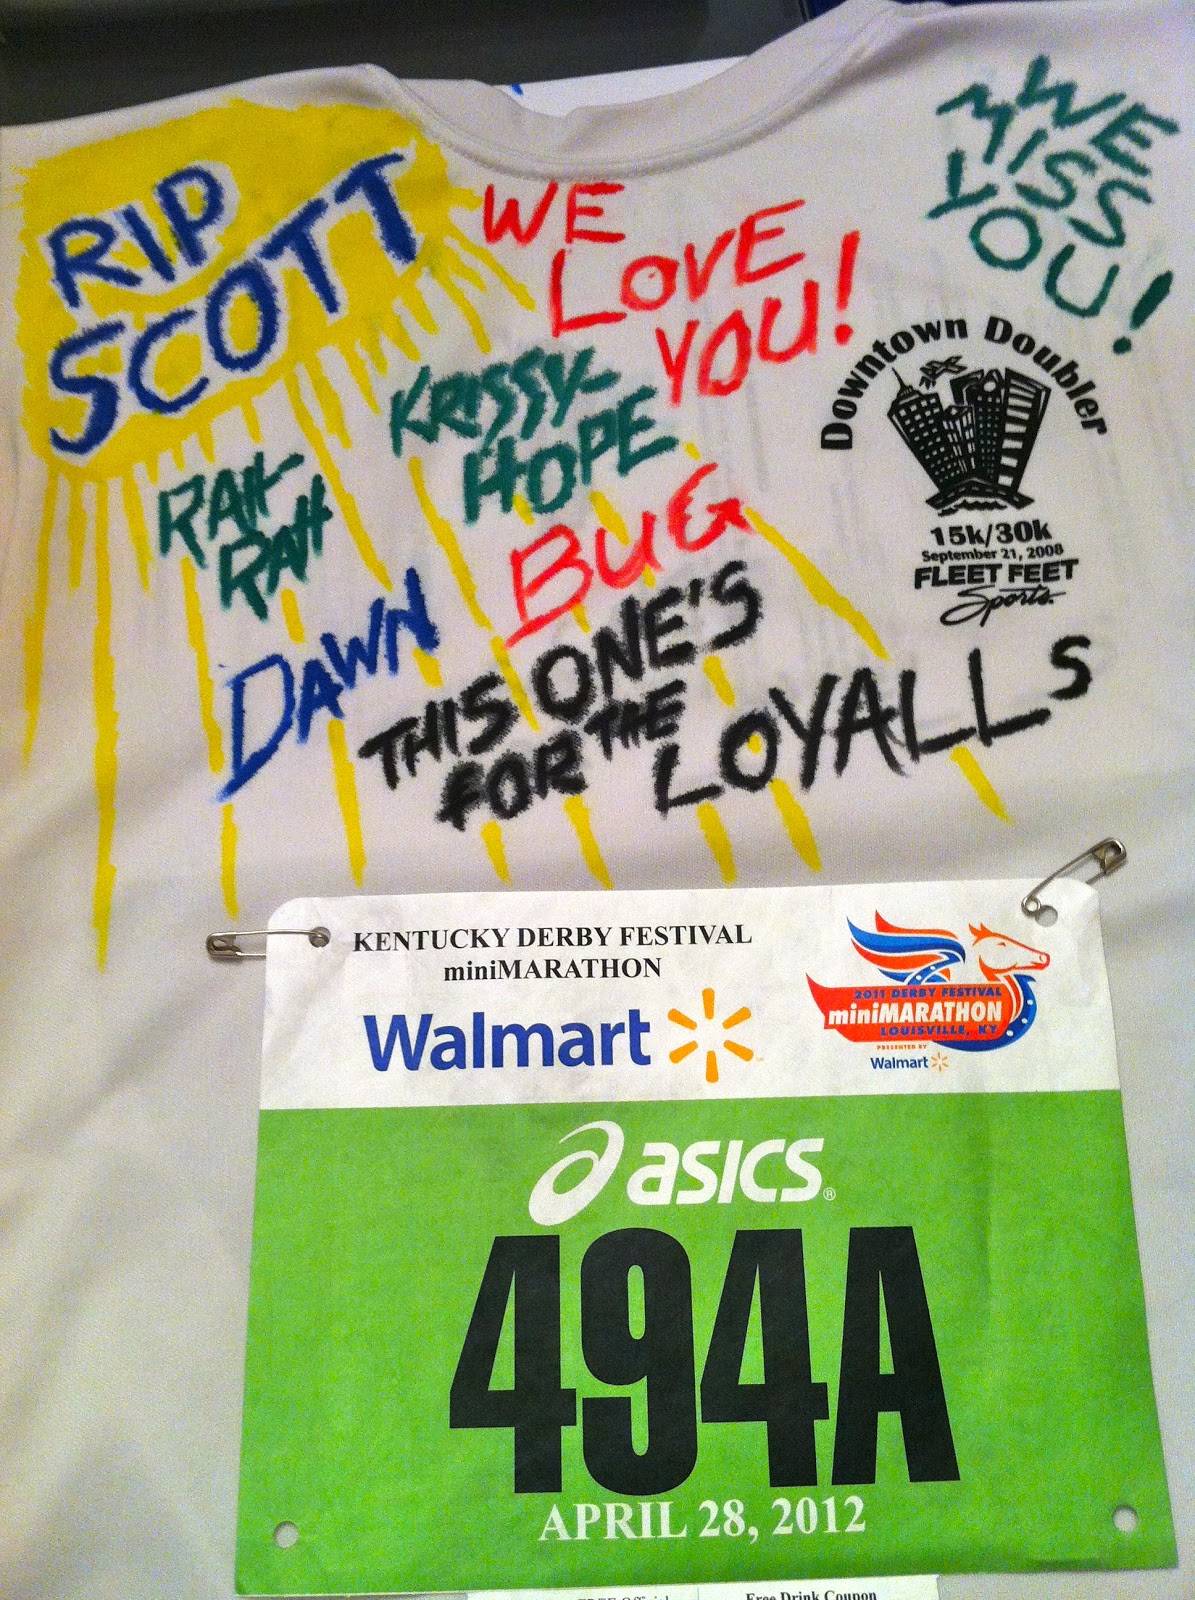 RIP
SCOTT
WE
LOVE
YOU!
WE
MISS
YOU!
KRISSY-
HOPE
RAH-
RAH
BUG
DAWN
THIS ONE'S
FOR THE
LOYALLS
Downtown Doubler
15k/30k
September 21, 2008
FLEET FEET
Sports.
KENTUCKY DERBY FESTIVAL
miniMARATHON
Walmart
2011 DERBY FESTIVAL
miniMARATHON
LOUISVILLE, KY
PRESENTED BY
Walmart
asics®
494A
APRIL 28, 2012
FREE Official
Free Drink Coupon